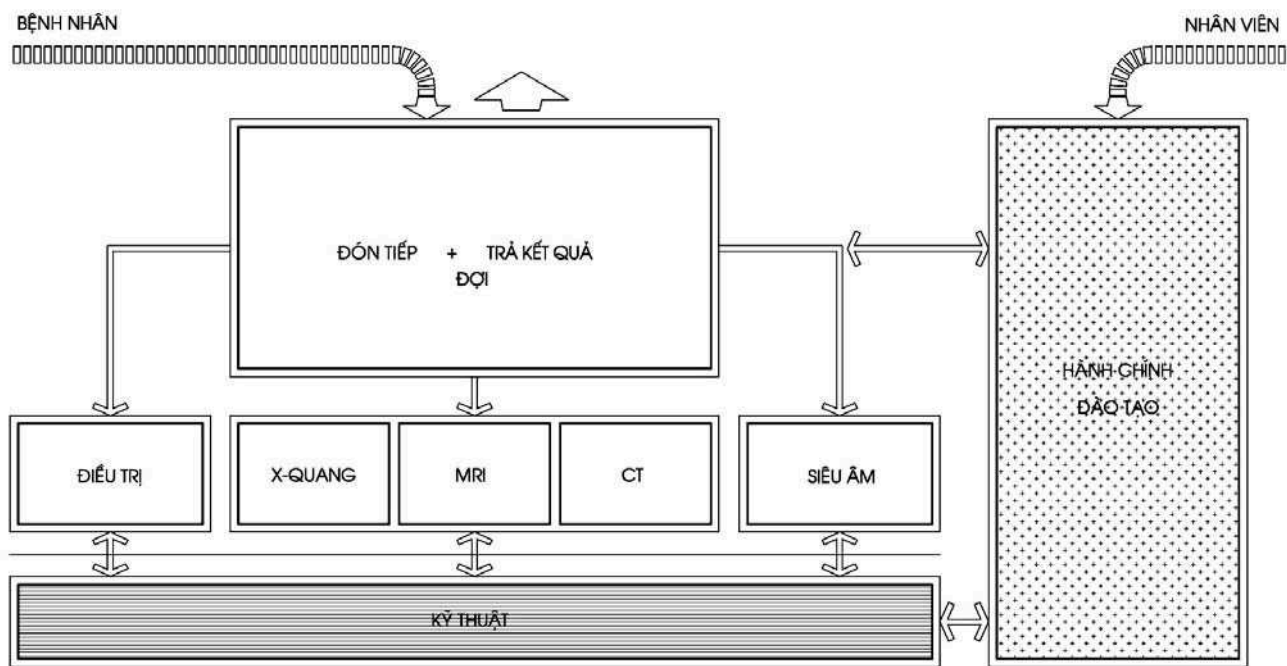 BỆNH NHÂN
NHÂN VIÊN
ĐÓN TIẾP + TRẢ KẾT QUẢ
ĐỢI
HÀNH CHÍNH
ĐÀO TẠO
ĐIỀU TRỊ
X-QUANG
MRI
CT
SIÊU ÂM
KỸ THUẬT